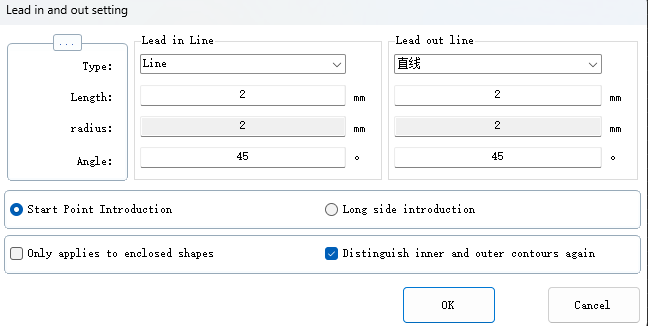 Lead in and out setting
...
Lead in Line
Lead out line
Type:
Line
直线
Length:
2
mm
2
mm
radius:
2
mm
2
mm
Angle:
45
°
45
°
Start Point Introduction
Long side introduction
Only applies to enclosed shapes
Distinguish inner and outer contours again
OK
Cancel